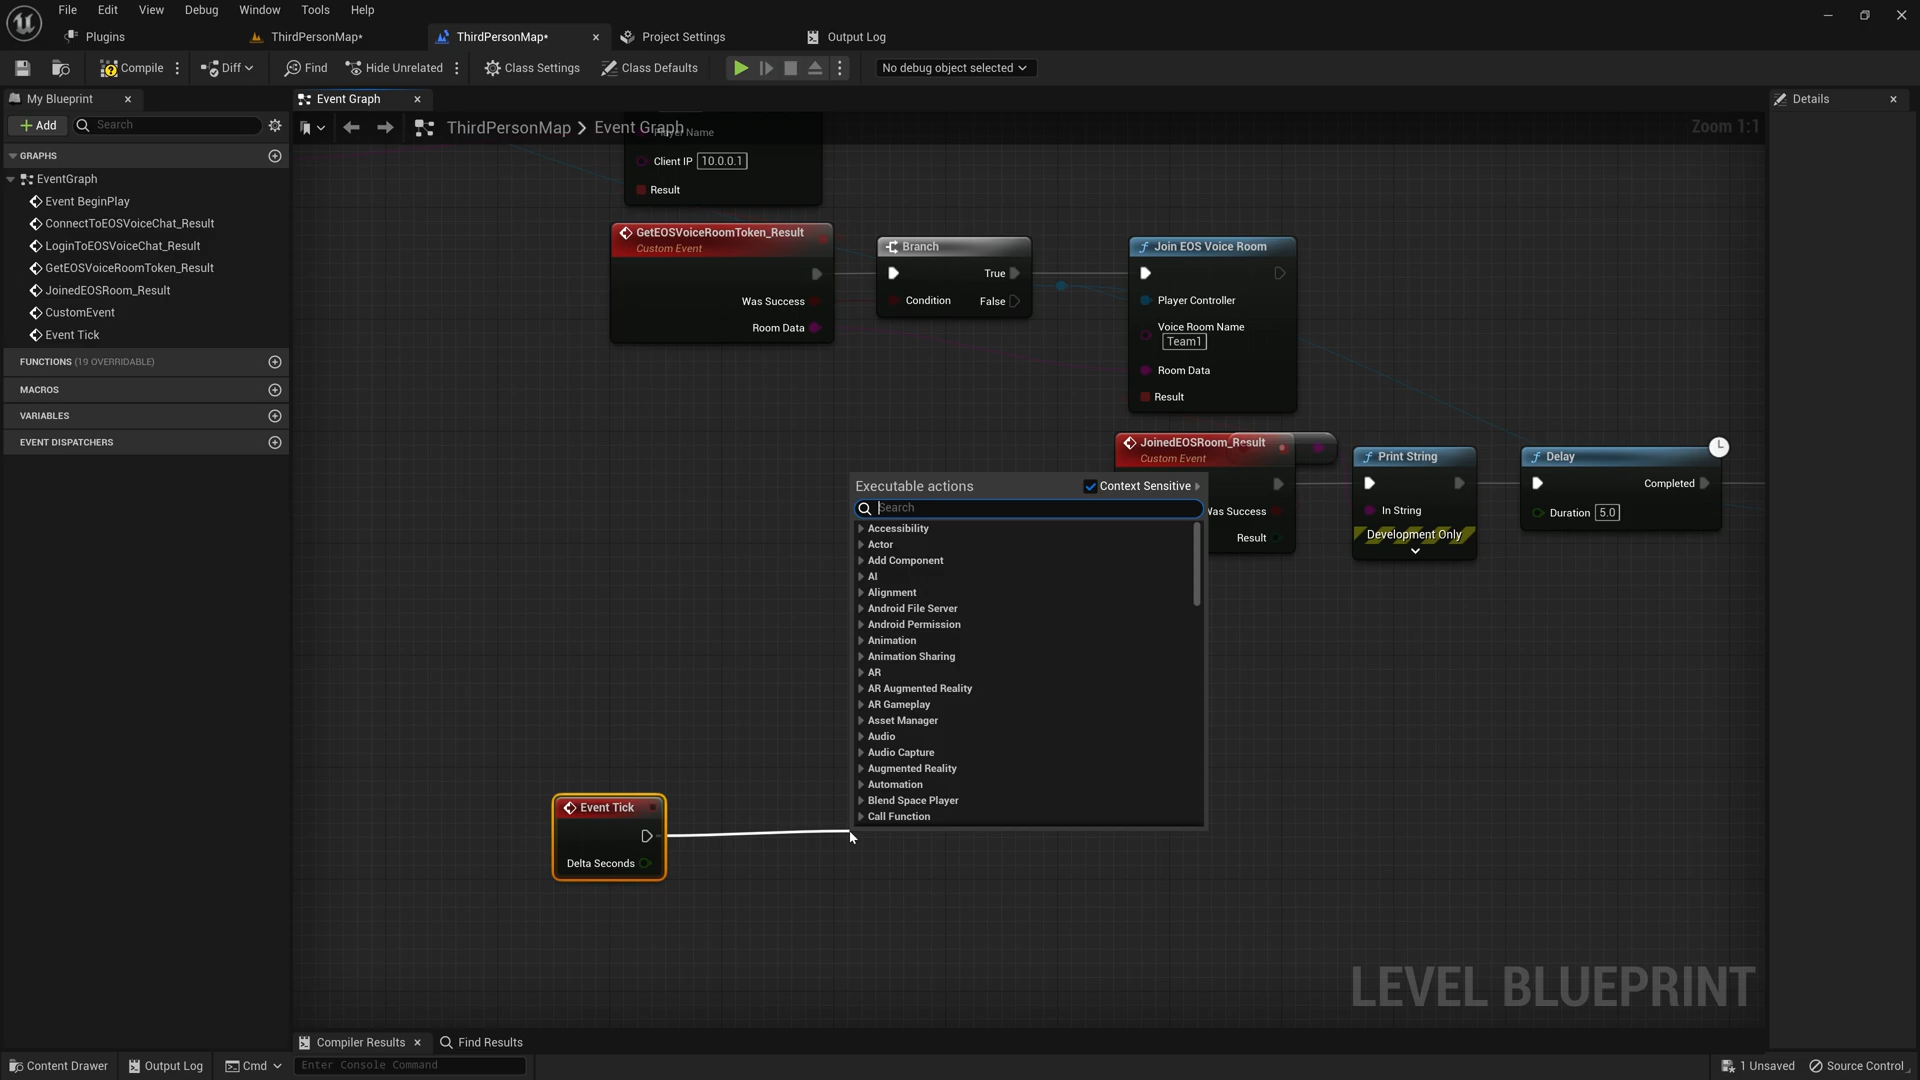 File Edit View Debug Window Tools Help
Plugins ThirdPersonMap* ThirdPersonMap* Project Settings Output Log
Compile Diff Find Hide Unrelated Class Settings Class Defaults No debug object selected
My Blueprint Event Graph Details
Add Search ThirdPersonMap > Event Graph Zoom 1:1
GRAPHS
EventGraph
Event BeginPlay
ConnectToEOSVoiceChat_Result
LoginToEOSVoiceChat_Result
GetEOSVoiceRoomToken_Result
JoinedEOSRoom_Result
CustomEvent
Event Tick
FUNCTIONS (19 OVERRIDABLE)
MACROS
VARIABLES
EVENT DISPATCHERS
Player Name
Client IP 10.0.0.1
Result
GetEOSVoiceRoomToken_Result
Custom Event
Was Success
Room Data
Branch
True
Condition False
Join EOS Voice Room
Player Controller
Voice Room Name
Team1
Room Data
Result
JoinedEOSRoom_Result
Custom Event
Was Success
Result
Print String
In String
Development Only
Delay
Completed
Duration 5.0
Executable actions Context Sensitive
Search
Accessibility
Actor
Add Component
AI
Alignment
Android File Server
Android Permission
Animation
Animation Sharing
AR
AR Augmented Reality
AR Gameplay
Asset Manager
Audio
Audio Capture
Augmented Reality
Automation
Blend Space Player
Call Function
Event Tick
Delta Seconds
LEVEL BLUEPRINT
Compiler Results Find Results
Content Drawer Output Log Cmd Enter Console Command 1 Unsaved Source Control